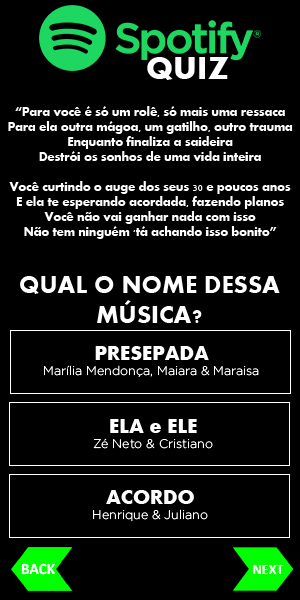 Spotify®
QUIZ
“Para você é só um rolê, só mais uma ressaca
Para ela outra mágoa, um gatilho, outro trauma
Enquanto finaliza a saideira
Destrói os sonhos de uma vida inteira
Você curtindo o auge dos seus 30 e poucos anos
E ela te esperando acordada, fazendo planos
Você não vai ganhar nada com isso
Não tem ninguém 'tá achando isso bonito”
QUAL O NOME DESSA
MÚSICA?
PRESEPADA
Marília Mendonça, Maiara & Maraisa
ELA e ELE
Zé Neto & Cristiano
ACORDO
Henrique & Juliano
BACK
NEXT